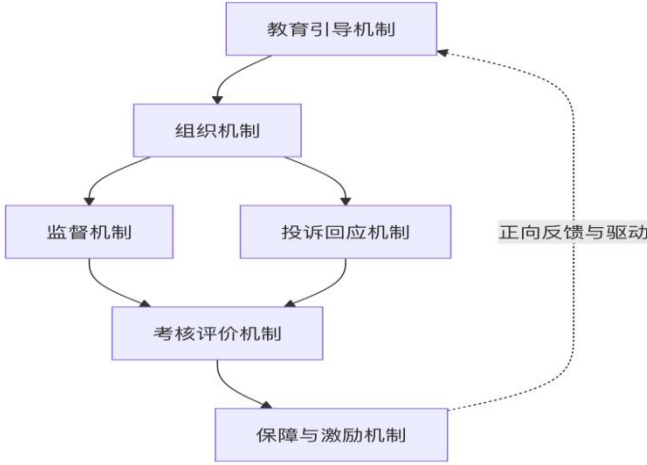 教育引导机制
组织机制
监督机制
投诉回应机制
正向反馈与驱动
考核评价机制
保障与激励机制